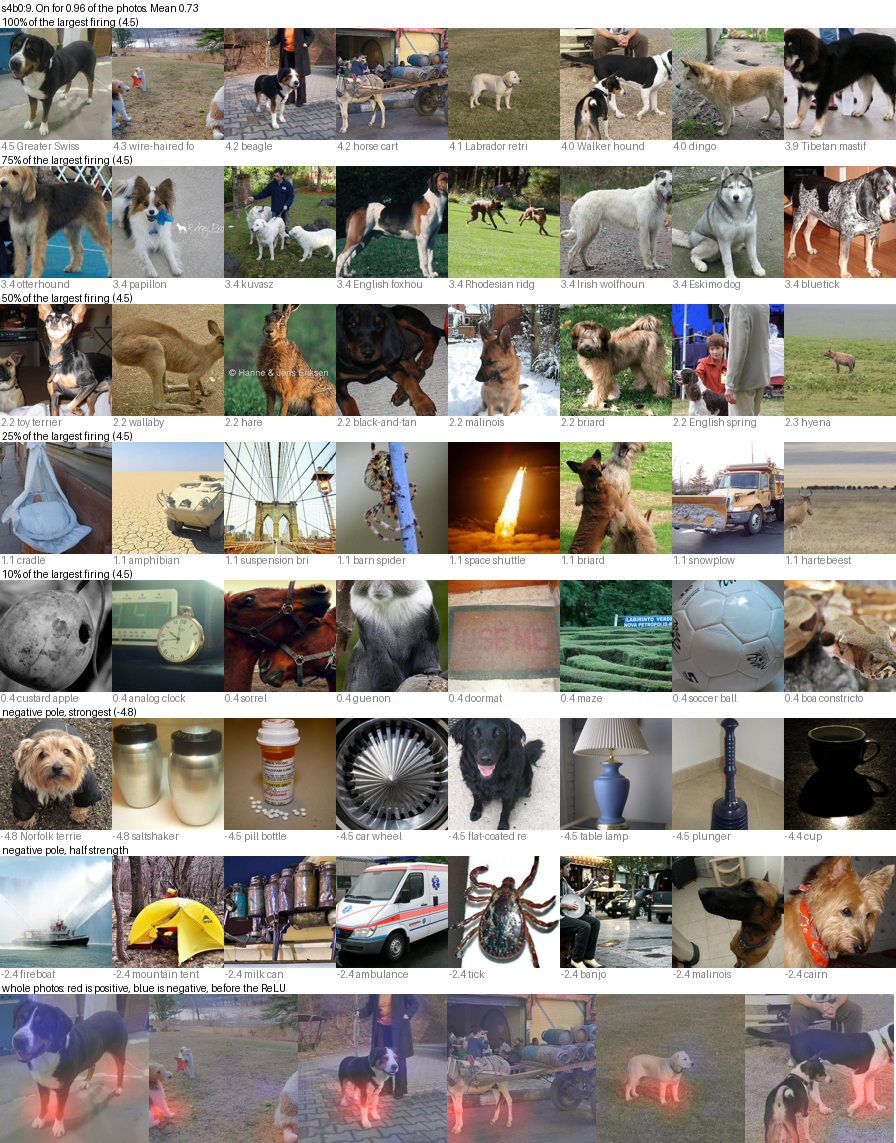 s4b0:9. On for 0.96 of the photos. Mean 0.73
100% of the largest firing (4.5)
4.5 Greater Swiss 4.3 wire-haired fo 4.2 beagle 4.2 horse cart 4.1 Labrador retri 4.0 Walker hound 4.0 dingo 3.9 Tibetan mastif
75% of the largest firing (4.5)
3.4 otterhound 3.4 papillon 3.4 kuvasz 3.4 English foxhou 3.4 Rhodesian ridg 3.4 Irish wolfhoun 3.4 Eskimo dog 3.4 bluetick
50% of the largest firing (4.5)
© Hanne & Jens Eriksen
2.2 toy terrier 2.2 wallaby 2.2 hare 2.2 black-and-tan 2.2 malinois 2.2 briard 2.2 English spring 2.3 hyena
25% of the largest firing (4.5)
1.1 cradle 1.1 amphibian 1.1 suspension bri 1.1 barn spider 1.1 space shuttle 1.1 briard 1.1 snowplow 1.1 hartebeest
10% of the largest firing (4.5)
USE ME
LABIRINTO VERDE
NOVA PETROPOLIS-R
0.4 custard apple 0.4 analog clock 0.4 sorrel 0.4 guenon 0.4 doormat 0.4 maze 0.4 soccer ball 0.4 boa constricto
negative pole, strongest (-4.8)
-4.8 Norfolk terrie -4.8 saltshaker -4.5 pill bottle -4.5 car wheel -4.5 flat-coated re -4.5 table lamp -4.5 plunger -4.4 cup
negative pole, half strength
-2.4 fireboat -2.4 mountain tent -2.4 milk can -2.4 ambulance -2.4 tick -2.4 banjo -2.4 malinois -2.4 cairn
whole photos: red is positive, blue is negative, before the ReLU